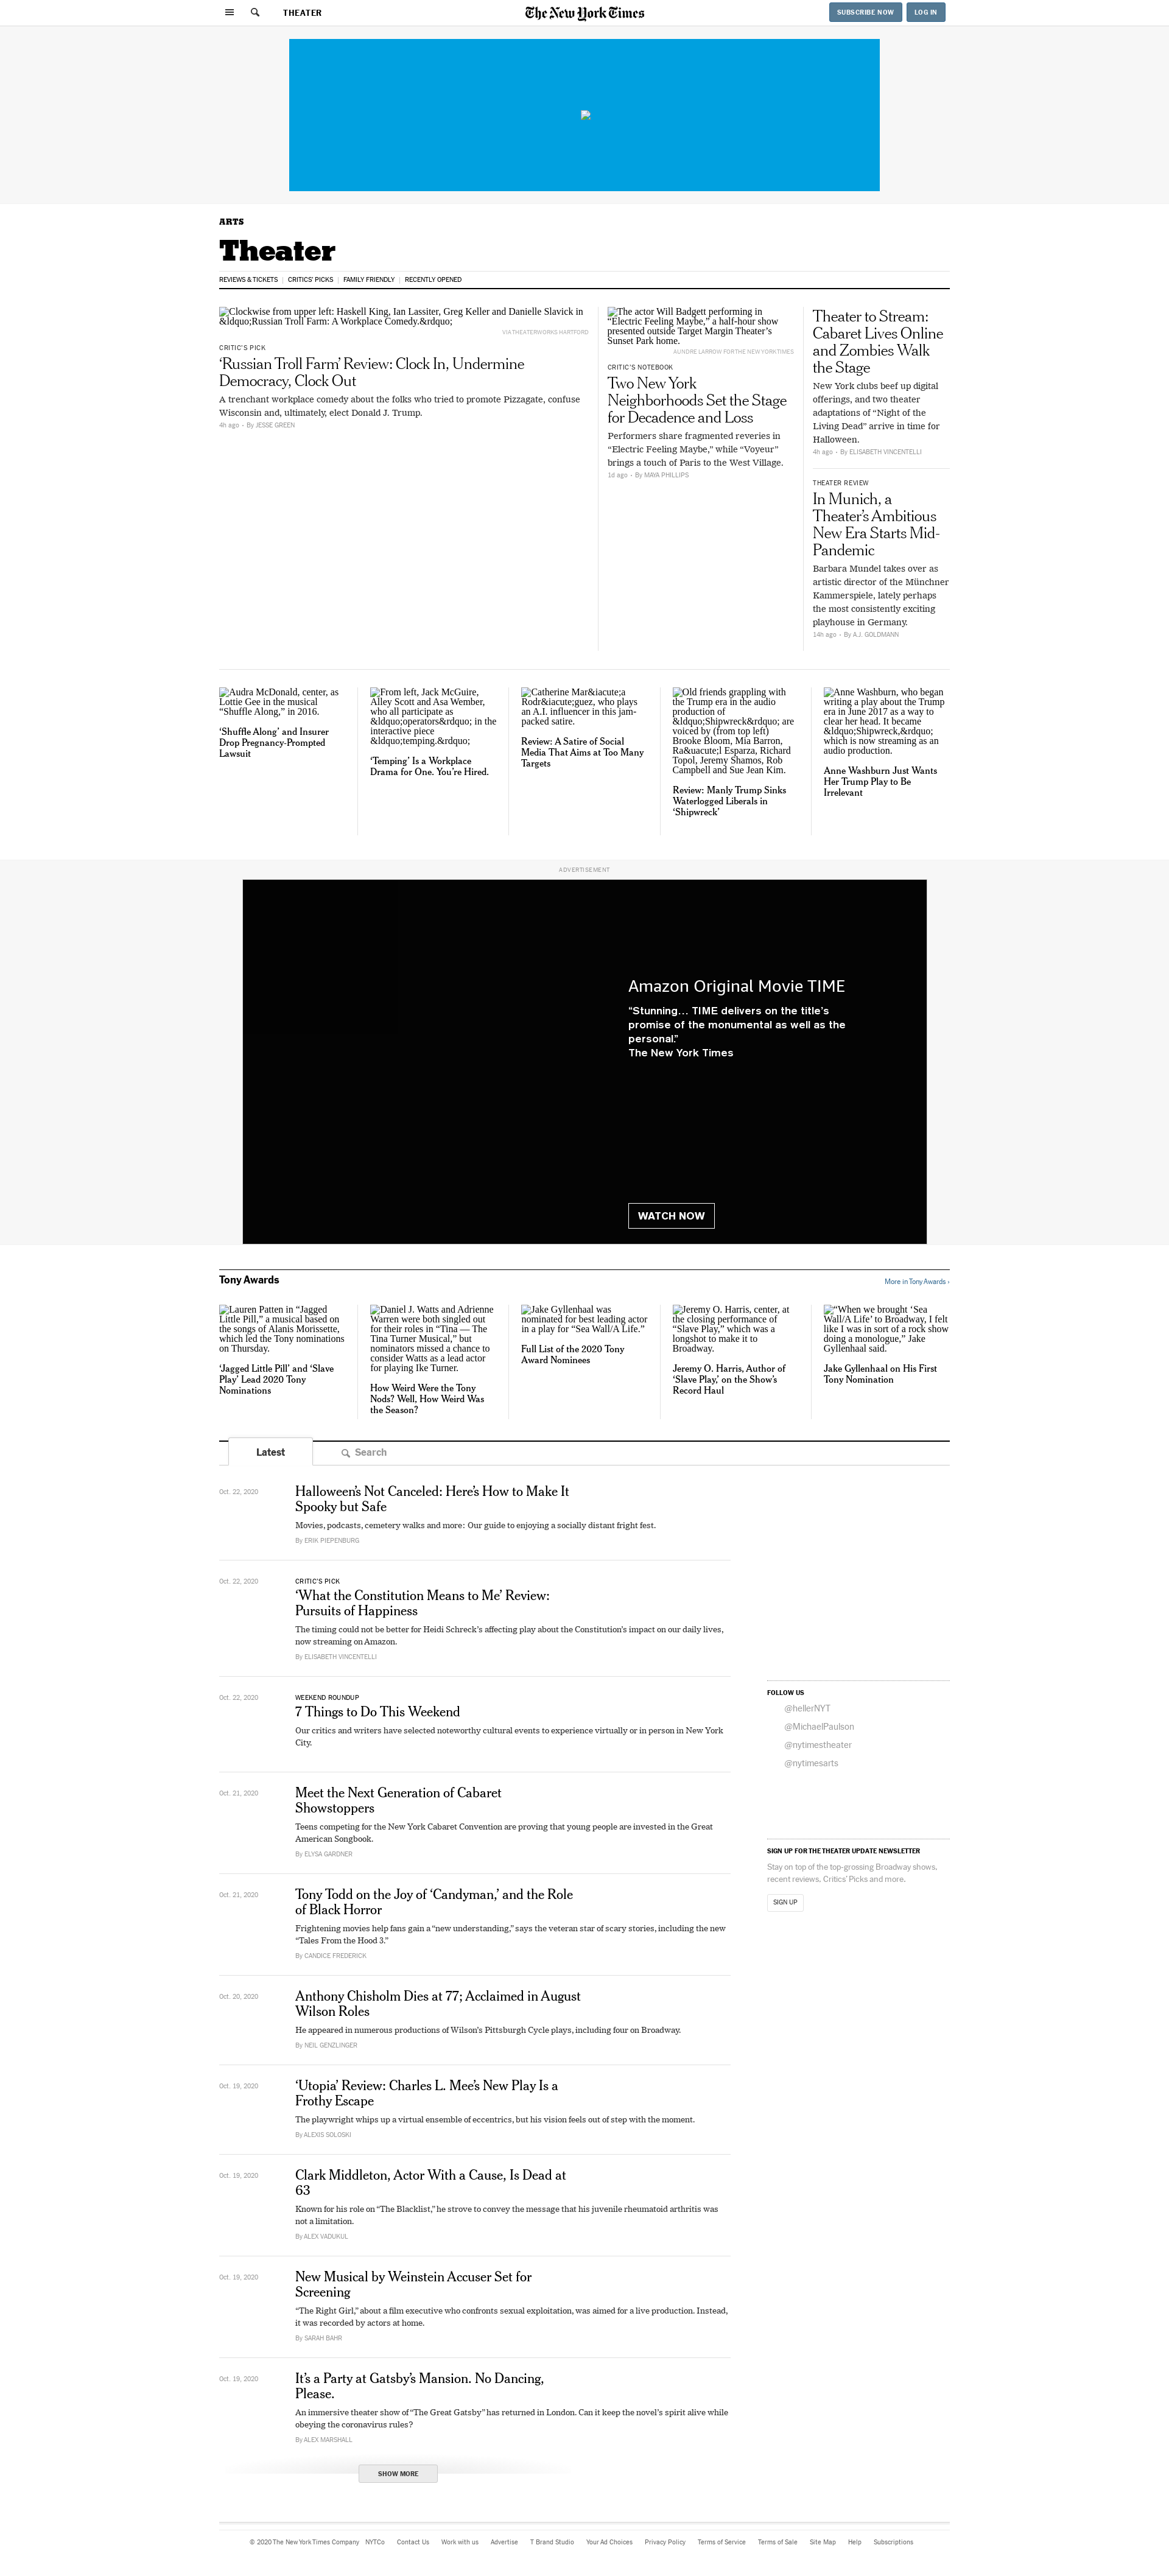 THEATER
The New York Times
SUBSCRIBE NOW
LOG IN
ARTS
Theater
REVIEWS & TICKETS | CRITICS' PICKS | FAMILY FRIENDLY | RECENTLY OPENED
Clockwise from upper left: Haskell King, Ian Lassiter, Greg Keller and Danielle Slavick in
&ldquo;Russian Troll Farm: A Workplace Comedy.&rdquo;
VIA THEATERWORKS HARTFORD
CRITIC'S PICK
‘Russian Troll Farm’ Review: Clock In, Undermine
Democracy, Clock Out
A trenchant workplace comedy about the folks who tried to promote Pizzagate, confuse
Wisconsin and, ultimately, elect Donald J. Trump.
4h ago • By JESSE GREEN
The actor Will Badgett performing in
“Electric Feeling Maybe,” a half-hour show
presented outside Target Margin Theater’s
Sunset Park home.
AUNDRE LARROW FOR THE NEW YORK TIMES
CRITIC'S NOTEBOOK
Two New York
Neighborhoods Set the Stage
for Decadence and Loss
Performers share fragmented reveries in
“Electric Feeling Maybe,” while “Voyeur”
brings a touch of Paris to the West Village.
1d ago • By MAYA PHILLIPS
Theater to Stream:
Cabaret Lives Online
and Zombies Walk
the Stage
New York clubs beef up digital
offerings, and two theater
adaptations of “Night of the
Living Dead” arrive in time for
Halloween.
4h ago • By ELISABETH VINCENTELLI
THEATER REVIEW
In Munich, a
Theater’s Ambitious
New Era Starts Mid-
Pandemic
Barbara Mundel takes over as
artistic director of the Münchner
Kammerspiele, lately perhaps
the most consistently exciting
playhouse in Germany.
14h ago • By A.J. GOLDMANN
Audra McDonald, center, as
Lottie Gee in the musical
“Shuffle Along,” in 2016.
‘Shuffle Along’ and Insurer
Drop Pregnancy-Prompted
Lawsuit
From left, Jack McGuire,
Alley Scott and Asa Wember,
who all participate as
&ldquo;operators&rdquo; in the
interactive piece
&ldquo;temping.&rdquo;
‘Temping’ Is a Workplace
Drama for One. You’re Hired.
Catherine Mar&iacute;a
Rodr&iacute;guez, who plays
an A.I. influencer in this jam-
packed satire.
Review: A Satire of Social
Media That Aims at Too Many
Targets
Old friends grappling with
the Trump era in the audio
production of
&ldquo;Shipwreck&rdquo; are
voiced by (from top left)
Brooke Bloom, Mia Barron,
Ra&uacute;l Esparza, Richard
Topol, Jeremy Shamos, Rob
Campbell and Sue Jean Kim.
Review: Manly Trump Sinks
Waterlogged Liberals in
‘Shipwreck’
Anne Washburn, who began
writing a play about the Trump
era in June 2017 as a way to
clear her head. It became
&ldquo;Shipwreck,&rdquo;
which is now streaming as an
audio production.
Anne Washburn Just Wants
Her Trump Play to Be
Irrelevant
ADVERTISEMENT
Amazon Original Movie TIME
“Stunning… TIME delivers on the title’s
promise of the monumental as well as the
personal.”
The New York Times
WATCH NOW
Tony Awards
More in Tony Awards ›
Lauren Patten in “Jagged
Little Pill,” a musical based on
the songs of Alanis Morissette,
which led the Tony nominations
on Thursday.
‘Jagged Little Pill’ and ‘Slave
Play’ Lead 2020 Tony
Nominations
Daniel J. Watts and Adrienne
Warren were both singled out
for their roles in “Tina — The
Tina Turner Musical,” but
nominators missed a chance to
consider Watts as a lead actor
for playing Ike Turner.
How Weird Were the Tony
Nods? Well, How Weird Was
the Season?
Jake Gyllenhaal was
nominated for best leading actor
in a play for “Sea Wall/A Life.”
Full List of the 2020 Tony
Award Nominees
Jeremy O. Harris, center, at
the closing performance of
“Slave Play,” which was a
longshot to make it to
Broadway.
Jeremy O. Harris, Author of
‘Slave Play,’ on the Show’s
Record Haul
“When we brought ‘Sea
Wall/A Life’ to Broadway, I felt
like I was in sort of a rock show
doing a monologue,” Jake
Gyllenhaal said.
Jake Gyllenhaal on His First
Tony Nomination
Latest
Search
Oct. 22, 2020
Halloween’s Not Canceled: Here’s How to Make It
Spooky but Safe
Movies, podcasts, cemetery walks and more: Our guide to enjoying a socially distant fright fest.
By ERIK PIEPENBURG
Oct. 22, 2020
CRITIC'S PICK
‘What the Constitution Means to Me’ Review:
Pursuits of Happiness
The timing could not be better for Heidi Schreck’s affecting play about the Constitution’s impact on our daily lives,
now streaming on Amazon.
By ELISABETH VINCENTELLI
Oct. 22, 2020
WEEKEND ROUNDUP
7 Things to Do This Weekend
Our critics and writers have selected noteworthy cultural events to experience virtually or in person in New York
City.
Oct. 21, 2020
Meet the Next Generation of Cabaret
Showstoppers
Teens competing for the New York Cabaret Convention are proving that young people are invested in the Great
American Songbook.
By ELYSA GARDNER
Oct. 21, 2020
Tony Todd on the Joy of ‘Candyman,’ and the Role
of Black Horror
Frightening movies help fans gain a “new understanding,” says the veteran star of scary stories, including the new
“Tales From the Hood 3.”
By CANDICE FREDERICK
Oct. 20, 2020
Anthony Chisholm Dies at 77; Acclaimed in August
Wilson Roles
He appeared in numerous productions of Wilson’s Pittsburgh Cycle plays, including four on Broadway.
By NEIL GENZLINGER
Oct. 19, 2020
‘Utopia’ Review: Charles L. Mee’s New Play Is a
Frothy Escape
The playwright whips up a virtual ensemble of eccentrics, but his vision feels out of step with the moment.
By ALEXIS SOLOSKI
Oct. 19, 2020
Clark Middleton, Actor With a Cause, Is Dead at
63
Known for his role on “The Blacklist,” he strove to convey the message that his juvenile rheumatoid arthritis was
not a limitation.
By ALEX VADUKUL
Oct. 19, 2020
New Musical by Weinstein Accuser Set for
Screening
“The Right Girl,” about a film executive who confronts sexual exploitation, was aimed for a live production. Instead,
it was recorded by actors at home.
By SARAH BAHR
Oct. 19, 2020
It’s a Party at Gatsby’s Mansion. No Dancing,
Please.
An immersive theater show of “The Great Gatsby” has returned in London. Can it keep the novel’s spirit alive while
obeying the coronavirus rules?
By ALEX MARSHALL
SHOW MORE
FOLLOW US
@hellerNYT
@MichaelPaulson
@nytimestheater
@nytimesarts
SIGN UP FOR THE THEATER UPDATE NEWSLETTER
Stay on top of the top-grossing Broadway shows,
recent reviews, Critics’ Picks and more.
SIGN UP
© 2020 The New York Times Company NYTCo Contact Us Work with us Advertise T Brand Studio Your Ad Choices Privacy Policy Terms of Service Terms of Sale Site Map Help Subscriptions